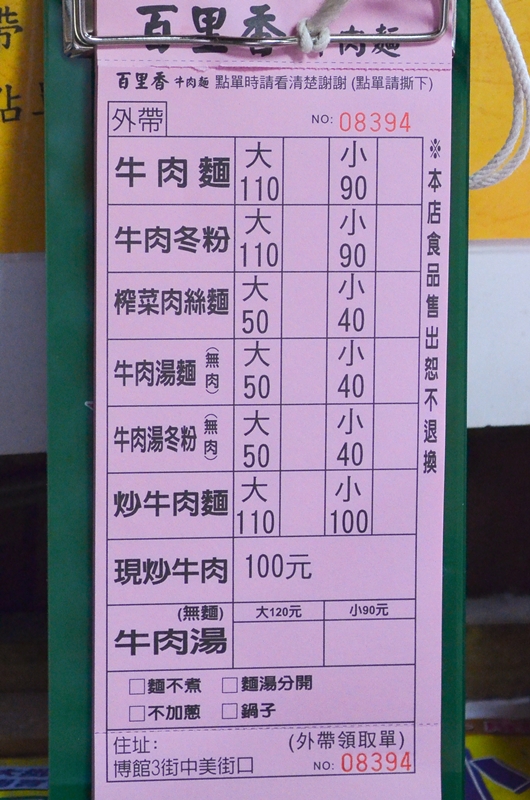 帶
點
百里香 牛肉麵
百里香 牛肉麵 點單時請看清楚謝謝 (點單請撕下)
外帶 NO: 08394
牛肉麵 大 110 小 90
牛肉冬粉 大 110 小 90
榨菜肉絲麵 大 50 小 40
牛肉湯麵(無肉) 大 50 小 40
牛肉湯冬粉(無肉) 大 50 小 40
炒牛肉麵 大 110 小 100
現炒牛肉 100元
(無麵) 大120元 小90元
牛肉湯
□麵不煮 □麵湯分開
□不加蔥 □鍋子
住址: (外帶領取單)
博館3街中美街口 NO: 08394
※本店食品售出恕不退換